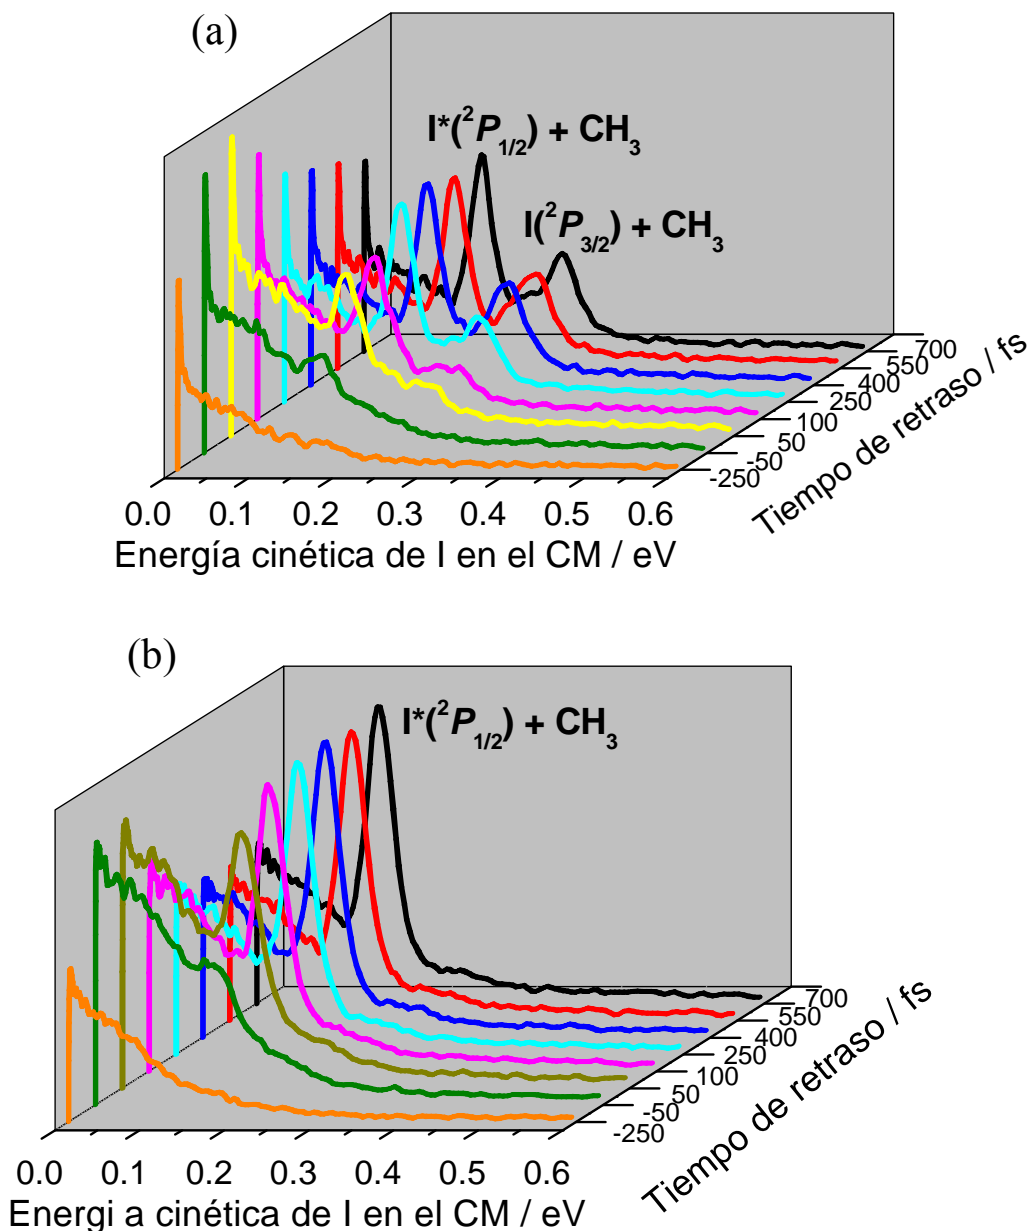 (a)
I*(²P₁/₂) + CH₃
I(²P₃/₂) + CH₃
700
550
400
250
100
50
-50
-250
Tiempo de retraso / fs
0.0 0.1 0.2 0.3 0.4 0.5 0.6
Energía cinética de I en el CM / eV
(b)
I*(²P₁/₂) + CH₃
700
550
400
250
100
50
-50
-250
Tiempo de retraso / fs
0.0 0.1 0.2 0.3 0.4 0.5 0.6
Energi a cinética de I en el CM / eV